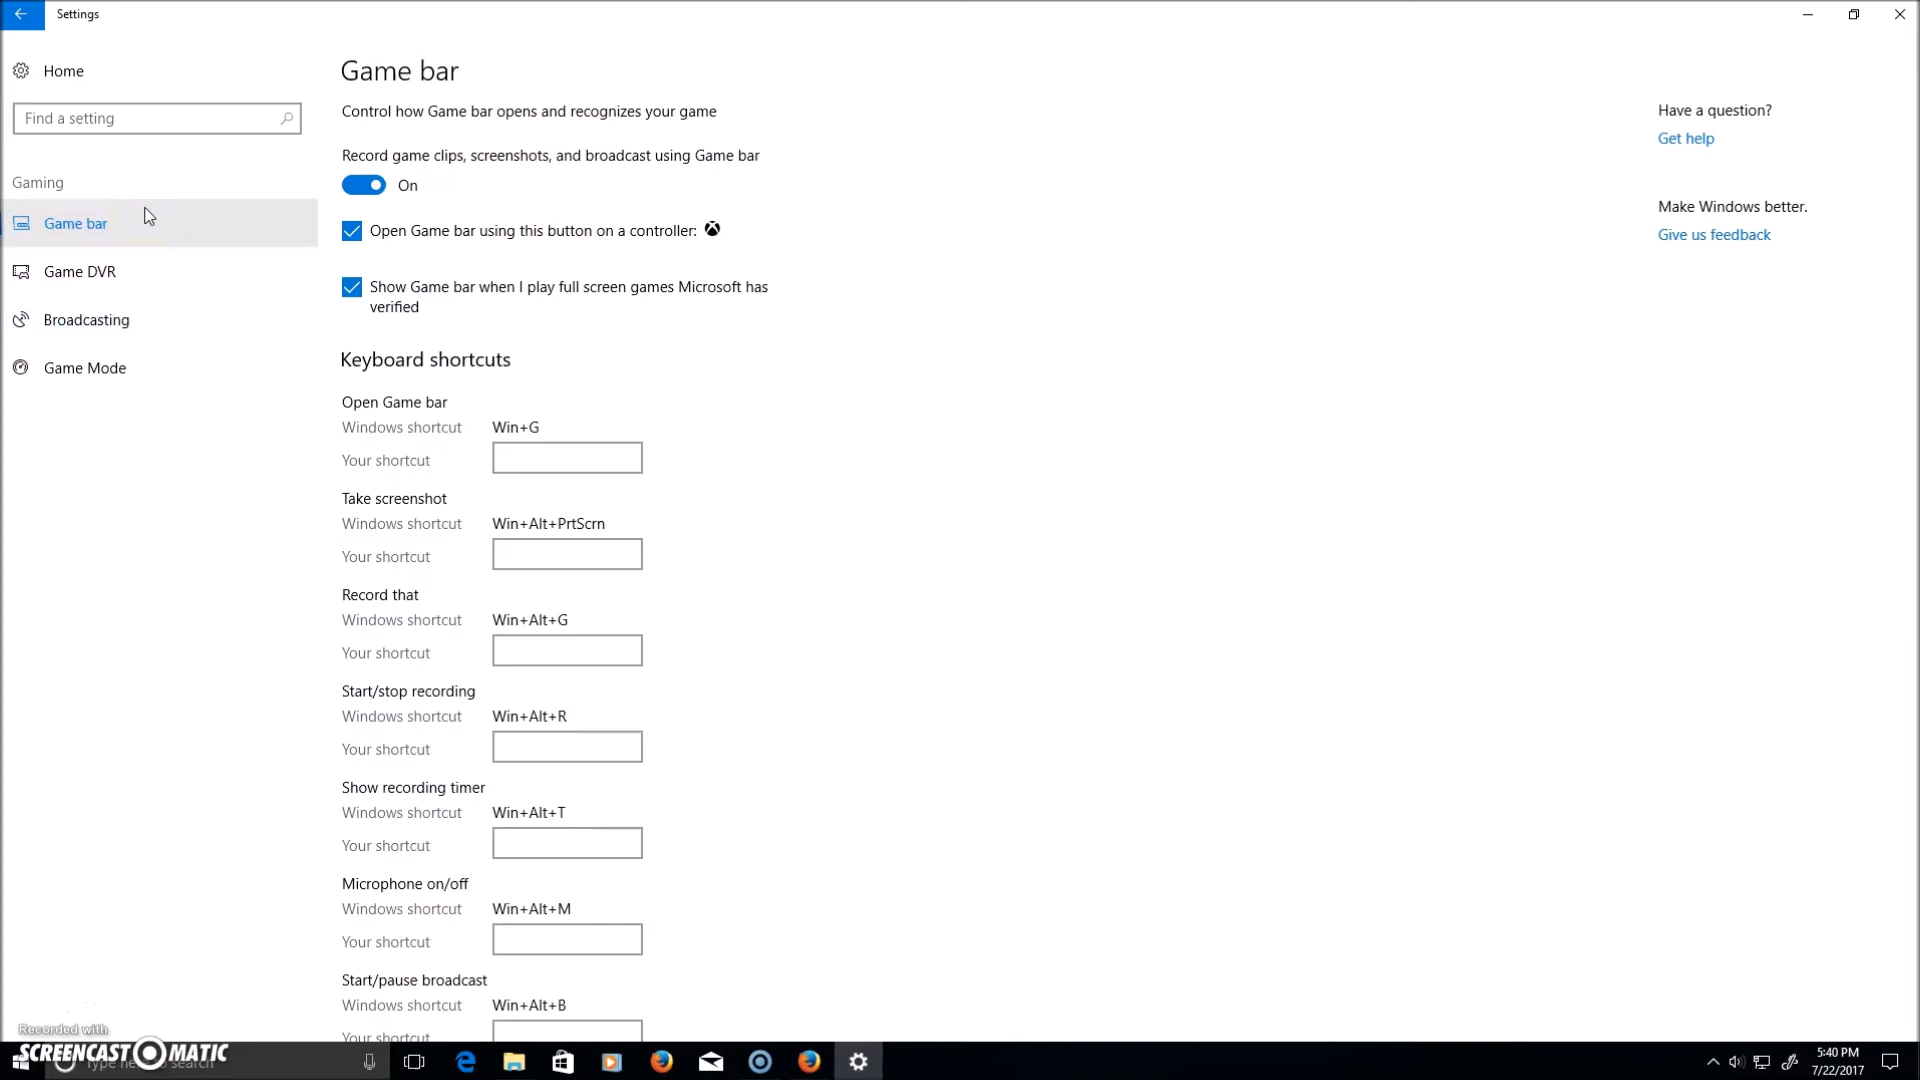 Settings
Home
Find a setting
Gaming
Game bar
Game DVR
Broadcasting
Game Mode
Game bar
Control how Game bar opens and recognizes your game
Record game clips, screenshots, and broadcast using Game bar
On
Open Game bar using this button on a controller:
Show Game bar when I play full screen games Microsoft has
verified
Keyboard shortcuts
Open Game bar
Windows shortcut Win+G
Your shortcut
Take screenshot
Windows shortcut Win+Alt+PrtScrn
Your shortcut
Record that
Windows shortcut Win+Alt+G
Your shortcut
Start/stop recording
Windows shortcut Win+Alt+R
Your shortcut
Show recording timer
Windows shortcut Win+Alt+T
Your shortcut
Microphone on/off
Windows shortcut Win+Alt+M
Your shortcut
Start/pause broadcast
Windows shortcut Win+Alt+B
Your shortcut
Have a question?
Get help
Make Windows better.
Give us feedback
Recorded with
SCREENCAST MATIC
Type here to search
5:40 PM
7/22/2017